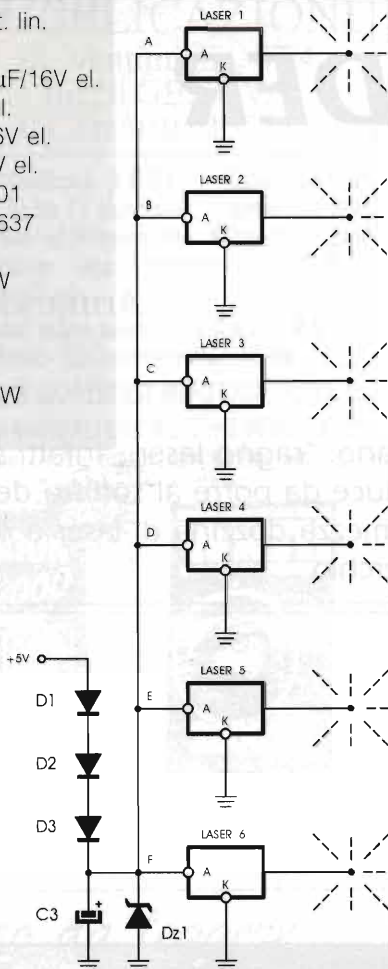 t. lin.
µF/16V el.
el.
6V el.
V el.
01
637
W
W
LASER 1
A
A
K
LASER 2
B
A
K
LASER 3
C
A
K
LASER 4
D
A
K
LASER 5
E
A
K
LASER 6
F
A
K
+5V
D1
D2
D3
C3
+
Dz1